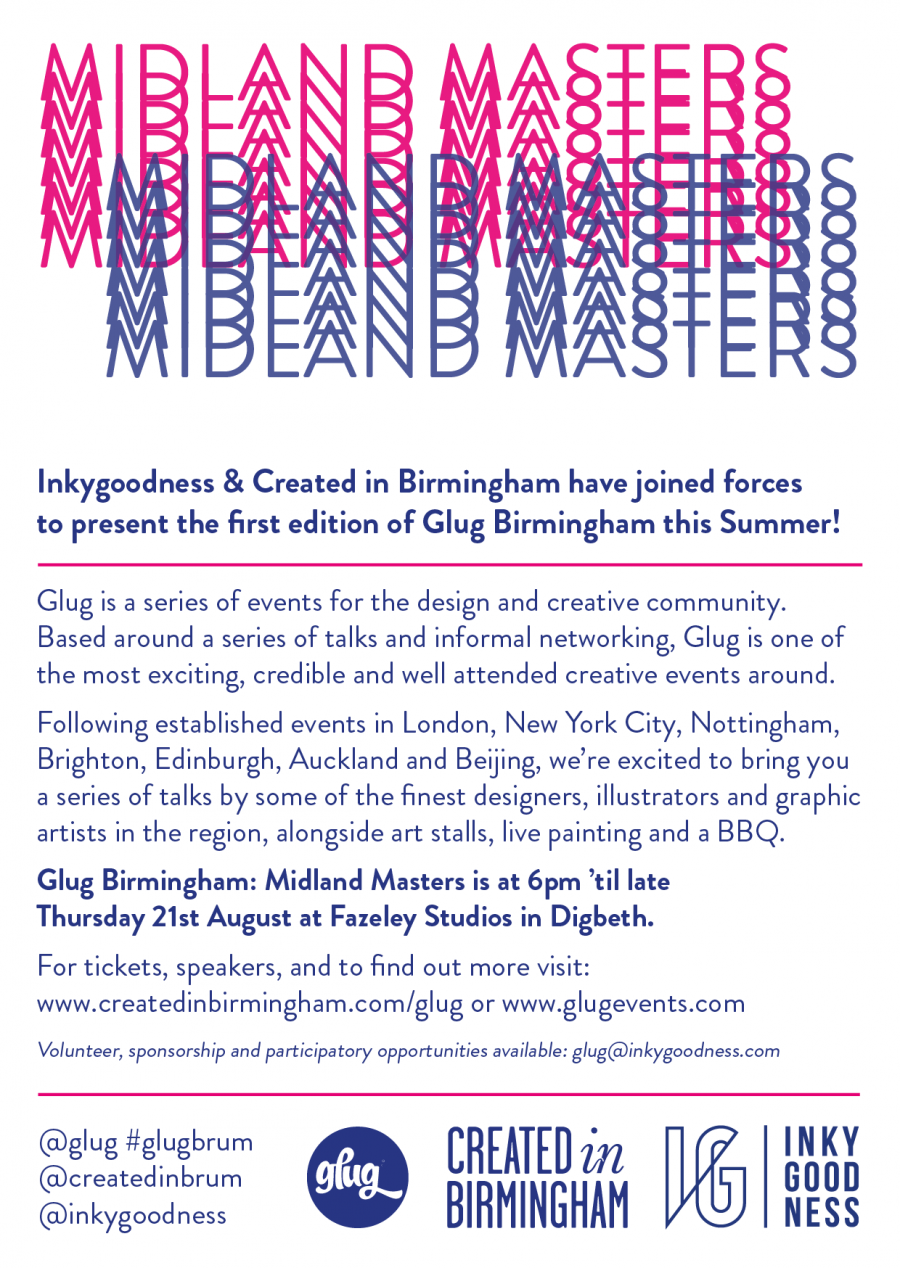 MIDLAND MASTERS
MIDLAND MASTERS
Inkygoodness & Created in Birmingham have joined forces
to present the first edition of Glug Birmingham this Summer!
Glug is a series of events for the design and creative community.
Based around a series of talks and informal networking, Glug is one of
the most exciting, credible and well attended creative events around.
Following established events in London, New York City, Nottingham,
Brighton, Edinburgh, Auckland and Beijing, we’re excited to bring you
a series of talks by some of the finest designers, illustrators and graphic
artists in the region, alongside art stalls, live painting and a BBQ.
Glug Birmingham: Midland Masters is at 6pm ’til late
Thursday 21st August at Fazeley Studios in Digbeth.
For tickets, speakers, and to find out more visit:
www.createdinbirmingham.com/glug or www.glugevents.com
Volunteer, sponsorship and participatory opportunities available: glug@inkygoodness.com
@glug #glugbrum
@createdinbrum
@inkygoodness
glug
CREATED in
BIRMINGHAM
IG
INKY
GOOD
NESS